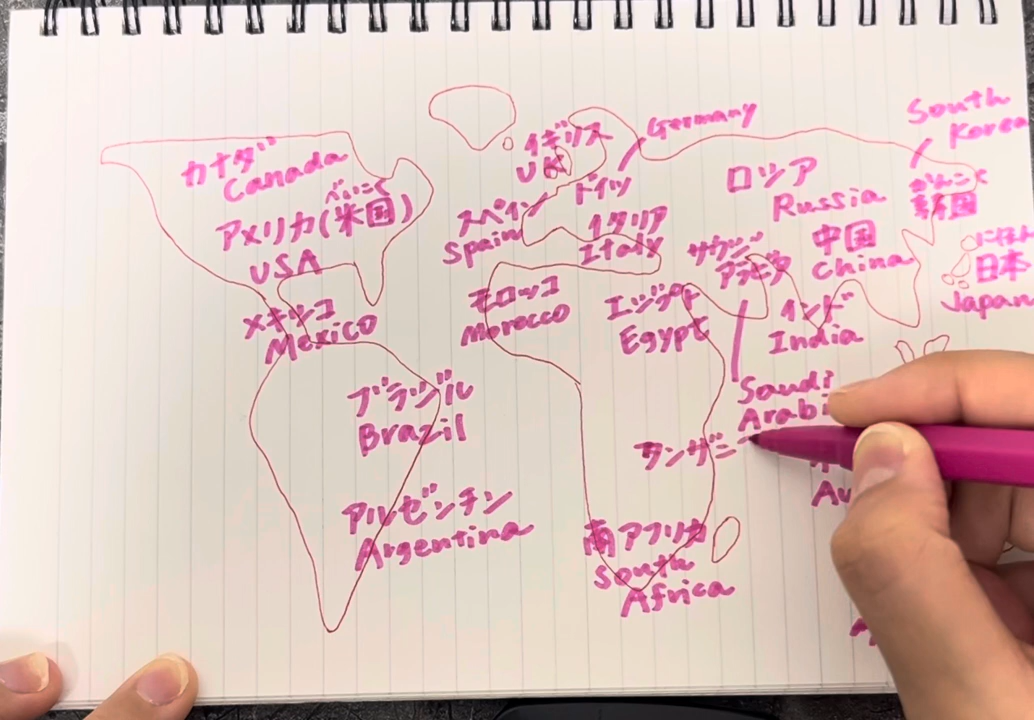 カナダ
Canada
べいこく
アメリカ(米国)
USA
メキシコ
Mexico
ブラジル
Brazil
アルゼンチン
Argentina
イギリス
UK
Germany
ドイツ
スペイン
Spain
イタリア
Italy
モロッコ
Morocco
エジプト
Egypt
サウジ
アラビア
Saudi
タンザニ
南アフリカ
South
Africa
ロシア
Russia
中国
China
インド
India
South
Korea
かんこく
韓国
にほん
日本
Japan